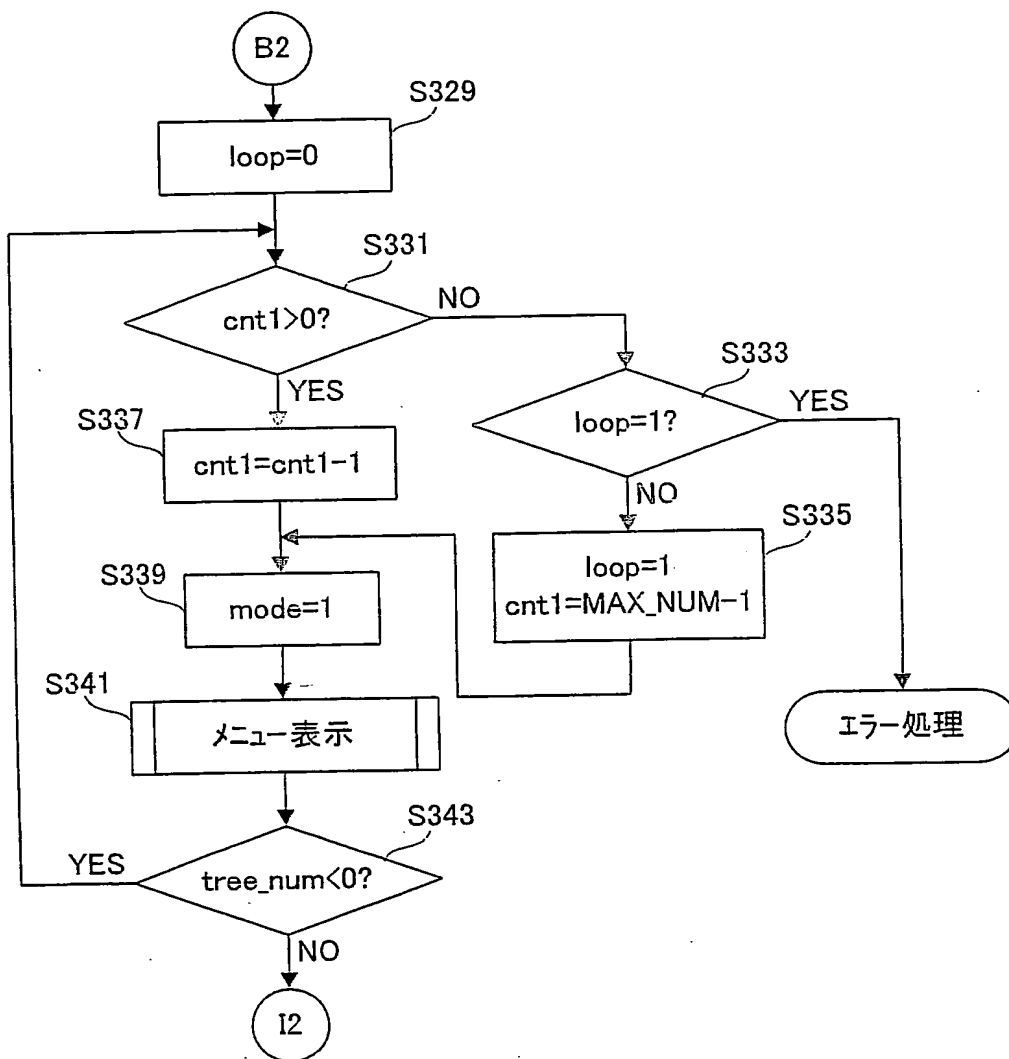 B2
S329
loop=0
S331
cnt1>0?
NO
YES
S333
loop=1?
YES
NO
S337
cnt1=cnt1-1
S335
loop=1
cnt1=MAX_NUM-1
S339
mode=1
S341
メニュー表示
エラー処理
S343
tree_num<0?
YES
NO
I2